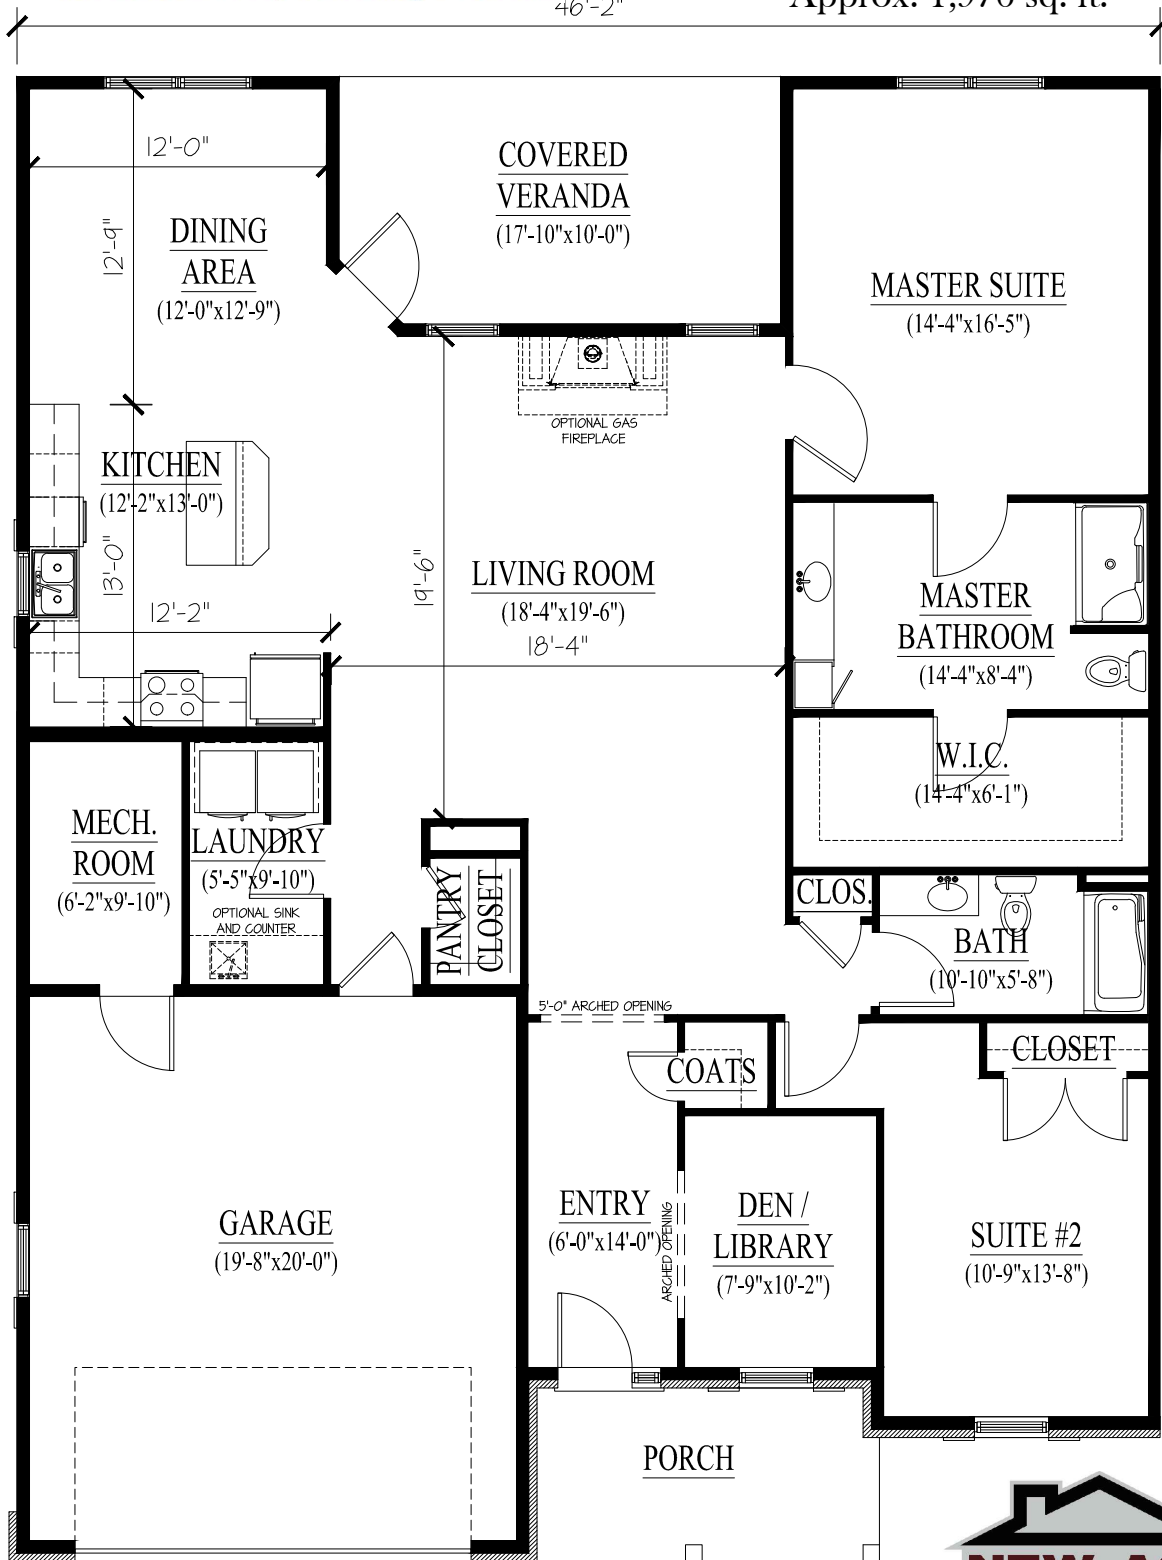 46'-2"
Approx. 1,976 sq. ft.
12'-0"
COVERED
VERANDA
(17'-10"x10'-0")
12'-9"
DINING
AREA
(12'-0"x12'-9")
MASTER SUITE
(14'-4"x16'-5")
OPTIONAL GAS
FIREPLACE
KITCHEN
(12'-2"x13'-0")
13'-0"
12'-2"
19'-6"
LIVING ROOM
(18'-4"x19'-6")
18'-4"
MASTER
BATHROOM
(14'-4"x8'-4")
W.I.C.
(14'-4"x6'-1")
MECH.
ROOM
(6'-2"x9'-10")
LAUNDRY
(5'-5"x9'-10")
OPTIONAL SINK
AND COUNTER
PANTRY
CLOSET
CLOS.
BATH
(10'-10"x5'-8")
5'-0" ARCHED OPENING
COATS
CLOSET
GARAGE
(19'-8"x20'-0")
ENTRY
(6'-0"x14'-0")
ARCHED OPENING
DEN /
LIBRARY
(7'-9"x10'-2")
SUITE #2
(10'-9"x13'-8")
PORCH